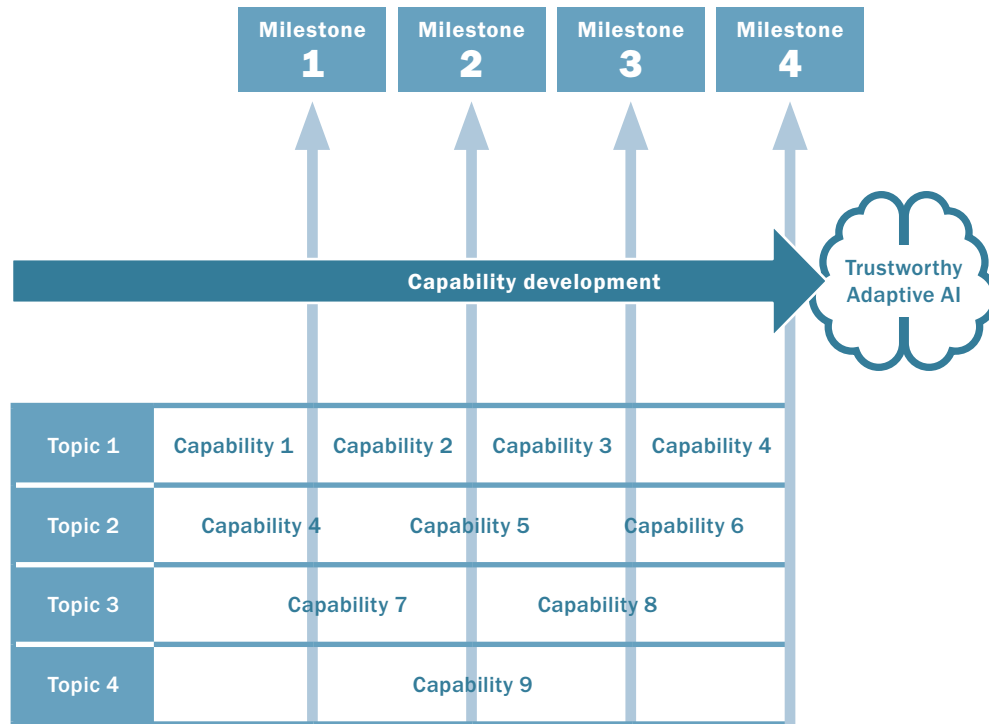 Milestone
1
Milestone
2
Milestone
3
Milestone
4
Capability development
Trustworthy
Adaptive AI
Topic 1
Capability 1
Capability 2
Capability 3
Capability 4
Topic 2
Capability 4
Capability 5
Capability 6
Topic 3
Capability 7
Capability 8
Topic 4
Capability 9